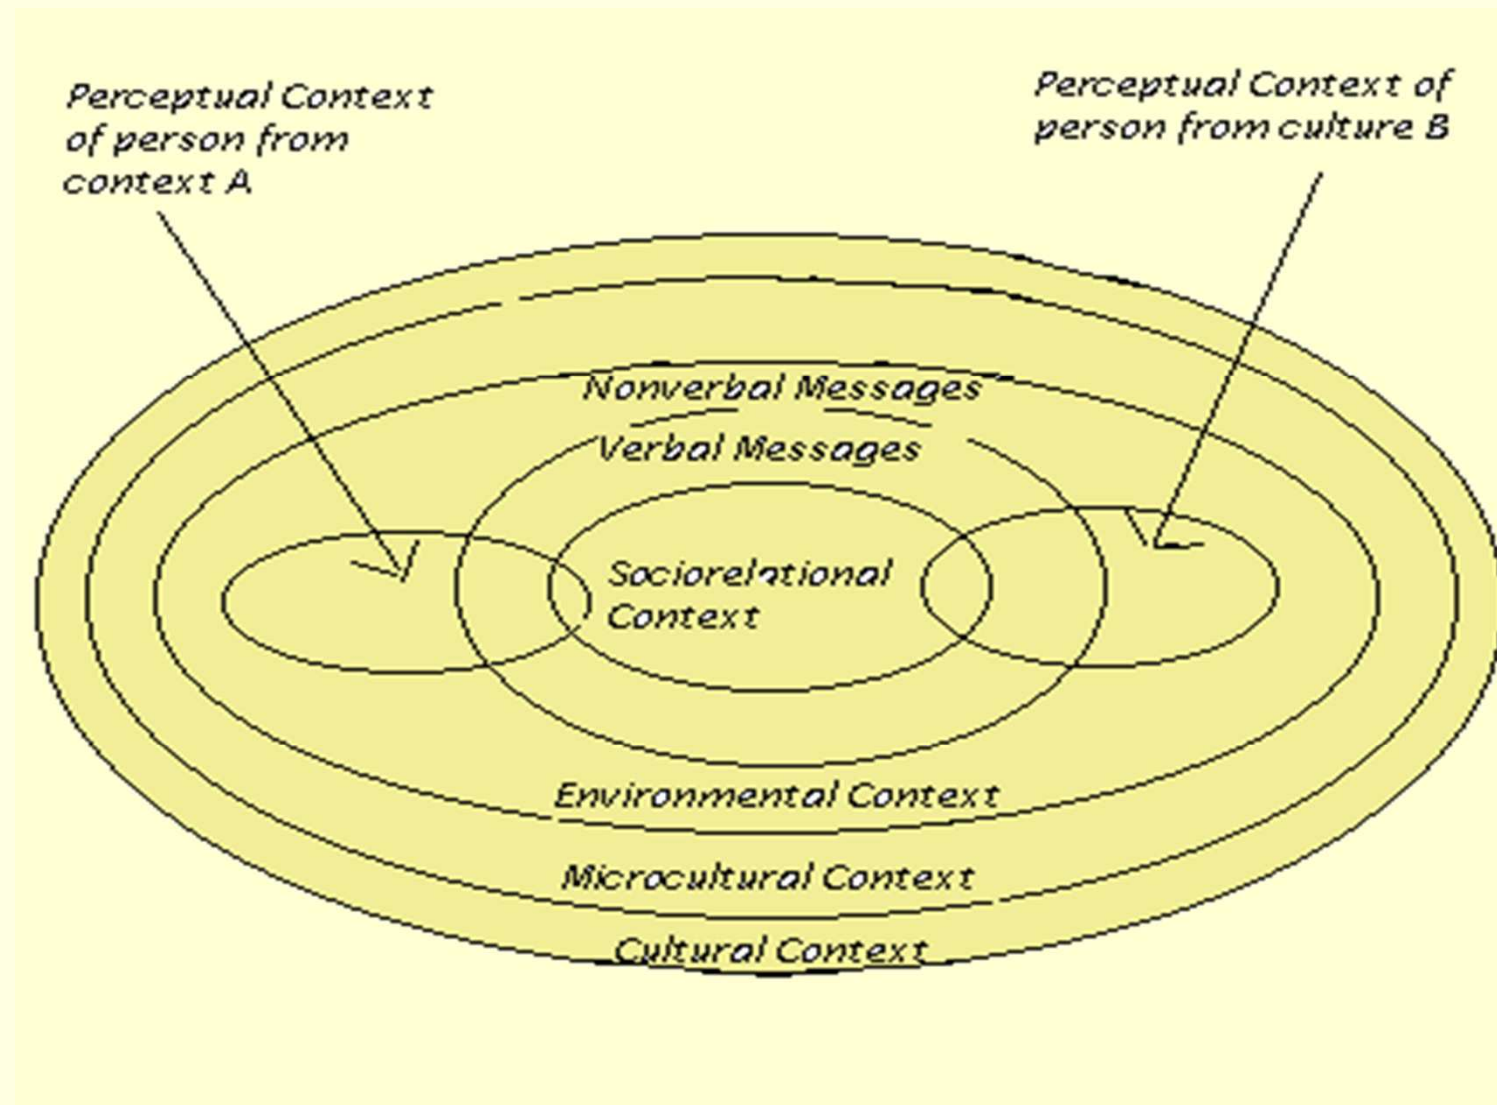 Perceptual Context
of person from
context A
Perceptual Context of
person from culture B
Nonverbal Messages
Verbal Messages
Sociorelational
Context
Environmental Context
Microcultural Context
Cultural Context